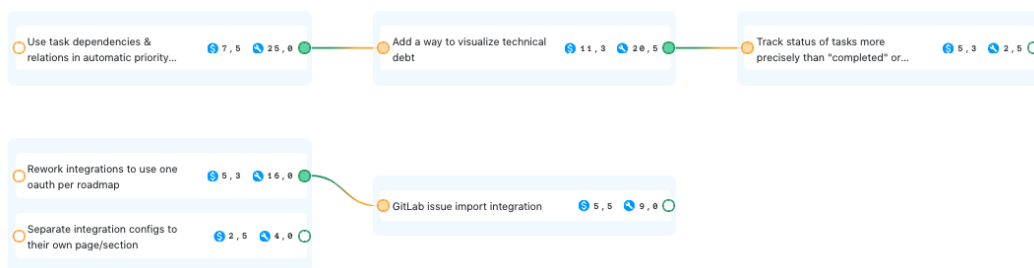 Use task dependencies &
relations in automatic priority...
7,5 25,0
Add a way to visualize technical
debt
11,3 20,5
Track status of tasks more
precisely than "completed" or...
5,3 2,5
Rework integrations to use one
oauth per roadmap
5,3 16,0
GitLab issue import integration
5,5 9,0
Separate integration configs to
their own page/section
2,5 4,0